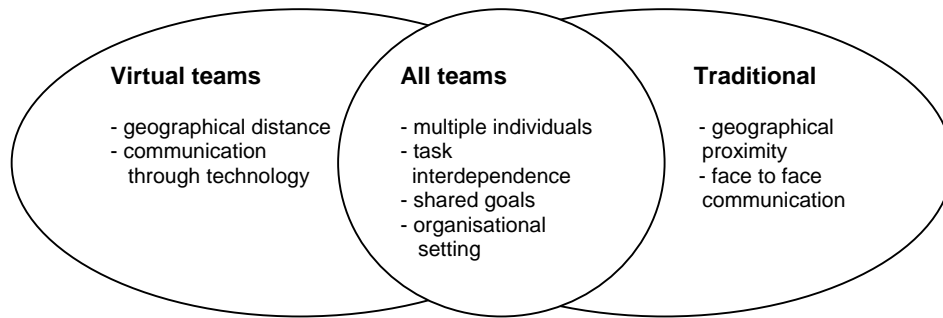 Virtual teams
- geographical distance
- communication
through technology
All teams
- multiple individuals
- task
interdependence
- shared goals
- organisational
setting
Traditional
- geographical
proximity
- face to face
communication